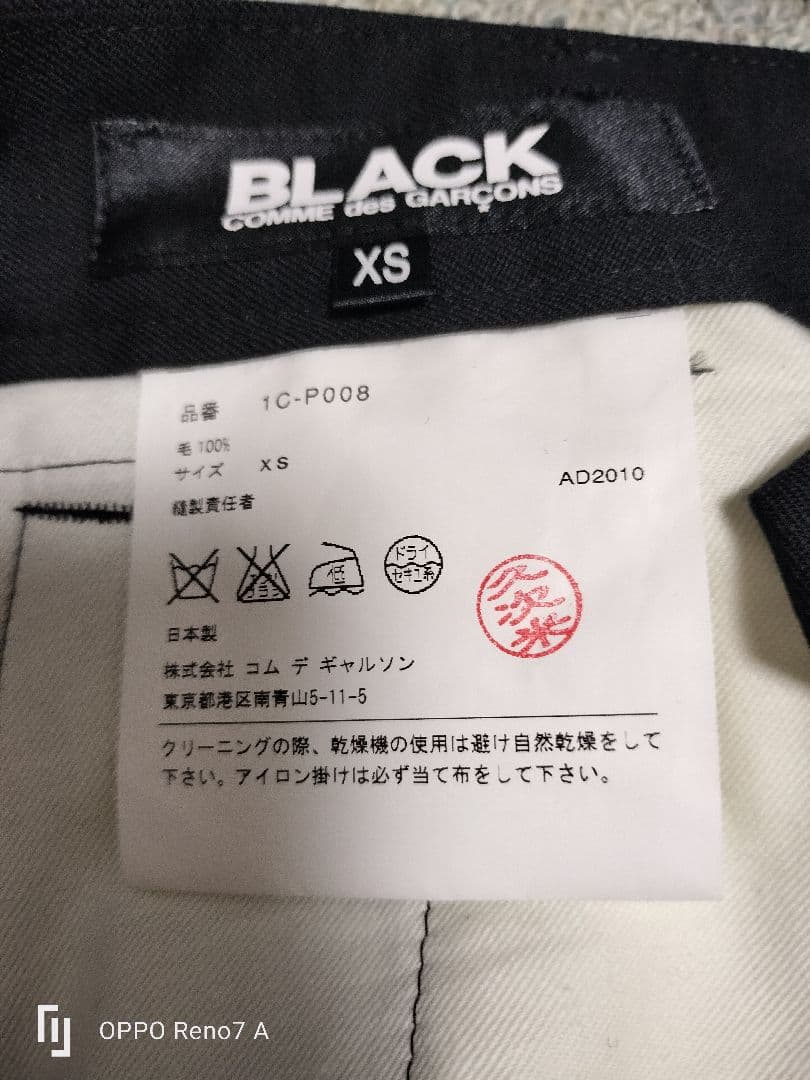 BLACK
COMME des GARÇONS
XS
品番 1C-P008
毛 100%
サイズ XS
AD2010
縫製責任者
低
ドライ
セキユ系
久次米
日本製
株式会社 コム デ ギャルソン
東京都港区南青山5-11-5
クリーニングの際、乾燥機の使用は避け自然乾燥をして
下さい。アイロン掛けは必ず当て布をして下さい。
OPPO Reno7 A